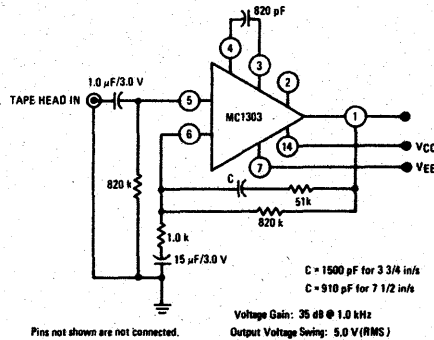 820 pF
4
3
2
1.0 µF/3.0 V
TAPE HEAD IN
5
MC1303
1
6
14
VCC
7
VEE
C
51k
820 k
820 k
1.0 k
15 µF/3.0 V
C = 1500 pF for 3 3/4 in/s
C = 910 pF for 7 1/2 in/s
Voltage Gain: 35 dB @ 1.0 kHz
Pins not shown are not connected.
Output Voltage Swing: 5.0 V (RMS)